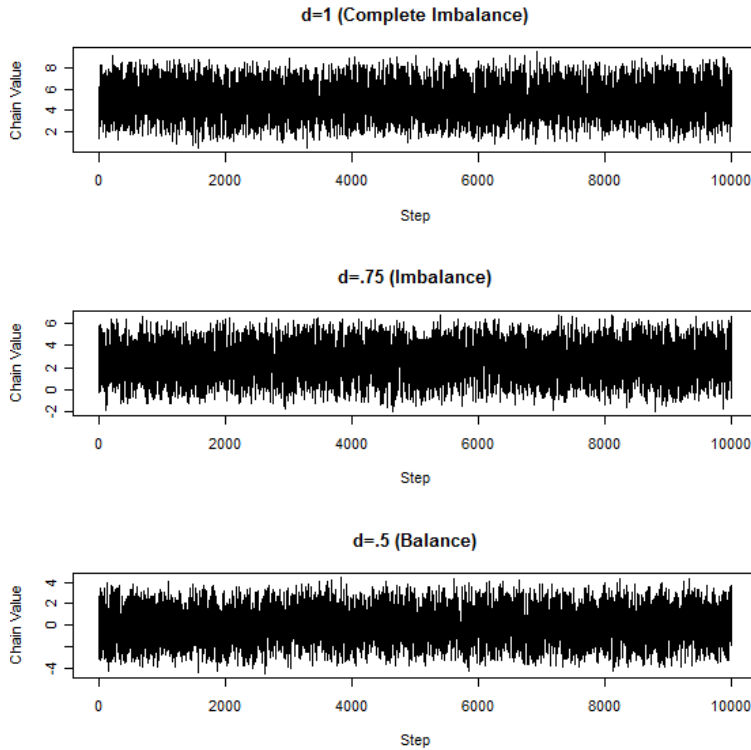 d=1 (Complete Imbalance)
Chain Value
8
6
4
2
0 2000 4000 6000 8000 10000
Step
d=.75 (Imbalance)
Chain Value
6
4
2
0
-2
0 2000 4000 6000 8000 10000
Step
d=.5 (Balance)
Chain Value
4
2
0
-4
0 2000 4000 6000 8000 10000
Step